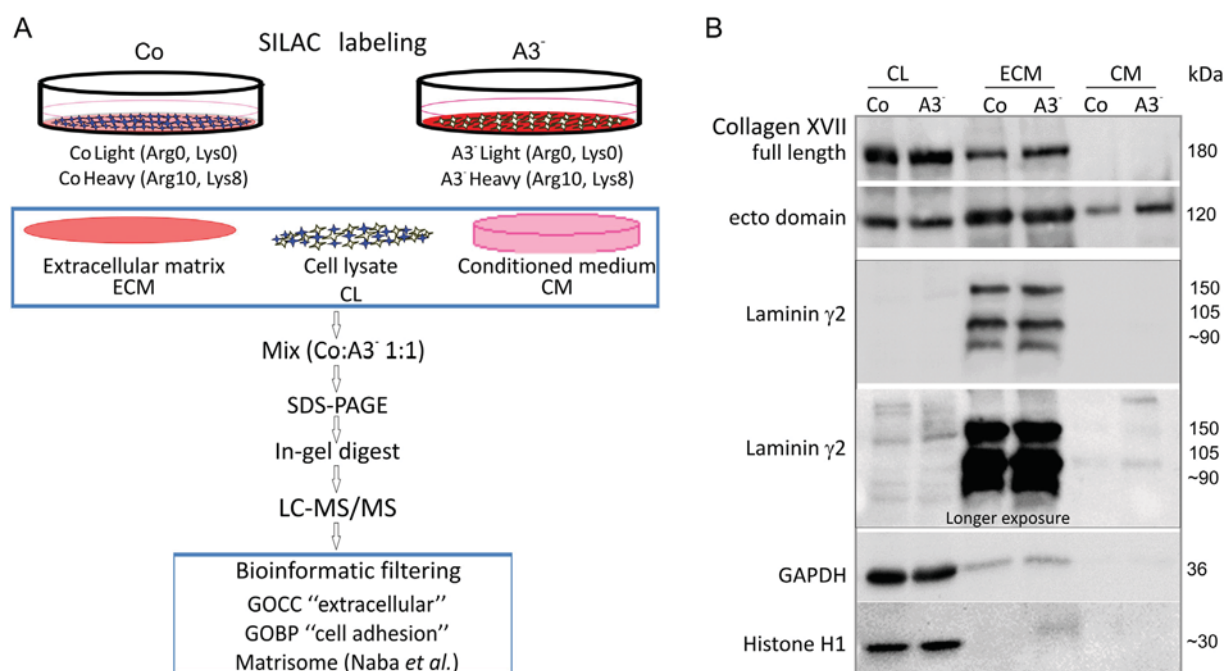 A
Co
SILAC labeling
A3⁻
Co Light (Arg0, Lys0)
Co Heavy (Arg10, Lys8)
A3⁻ Light (Arg0, Lys0)
A3⁻ Heavy (Arg10, Lys8)
Extracellular matrix
ECM
Cell lysate
CL
Conditioned medium
CM
Mix (Co:A3⁻ 1:1)
SDS-PAGE
In-gel digest
LC-MS/MS
Bioinformatic filtering
GOCC “extracellular”
GOBP “cell adhesion”
Matrisome (Naba et al.)
B
CL ECM CM kDa
Co A3⁻ Co A3⁻ Co A3⁻
Collagen XVII
full length 180
ecto domain 120
150
Laminin γ2 105
~90
Laminin γ2 150
105
~90
Longer exposure
GAPDH 36
Histone H1 ~30